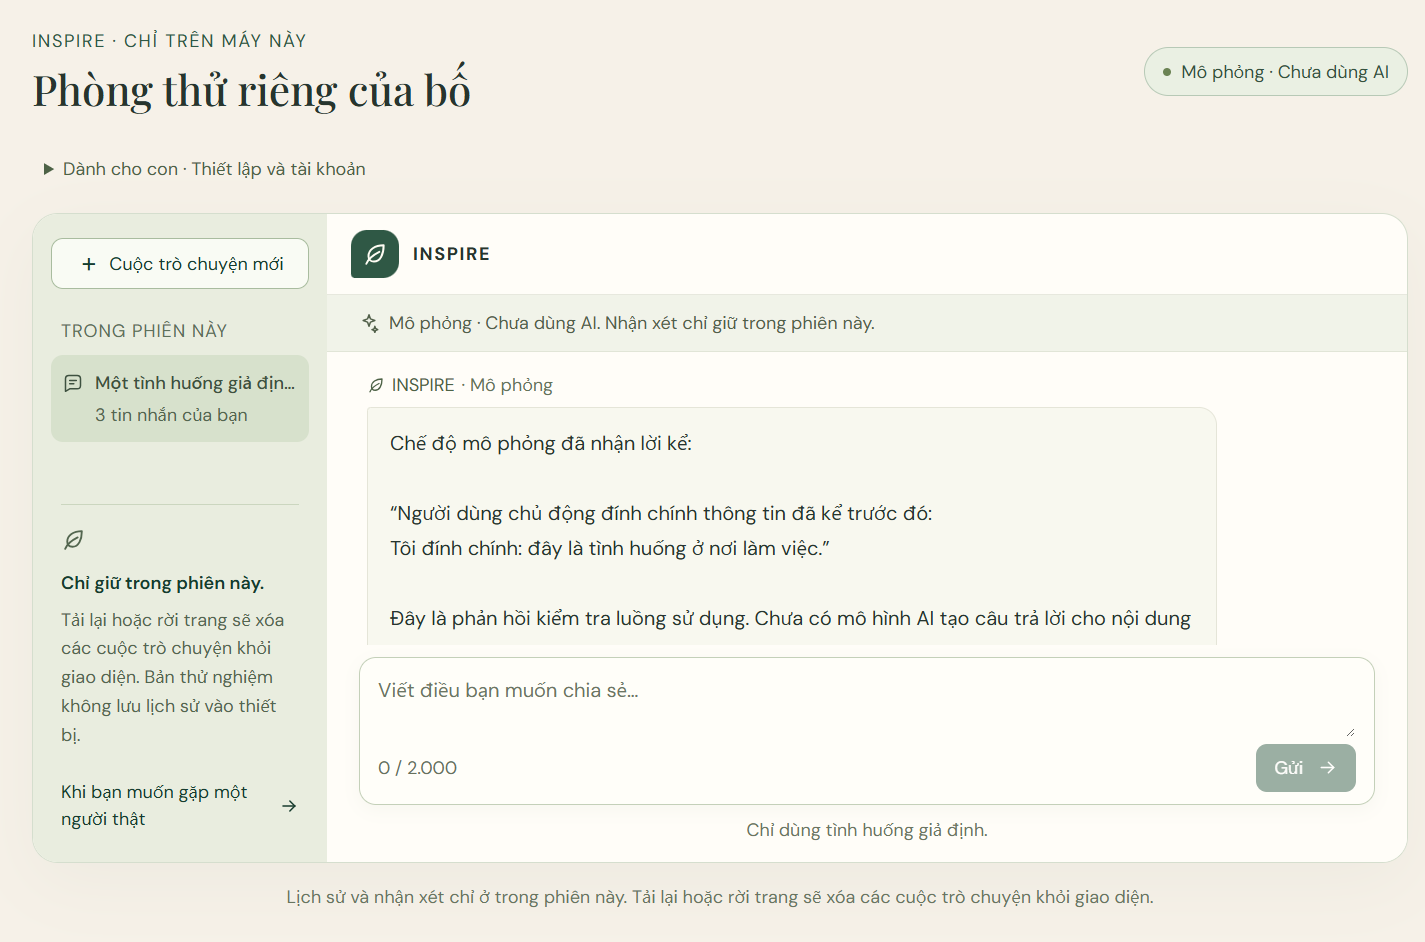 INSPIRE · CHỈ TRÊN MÁY NÀY
Phòng thử riêng của bố
Mô phỏng · Chưa dùng AI
Dành cho con · Thiết lập và tài khoản
Cuộc trò chuyện mới
TRONG PHIÊN NÀY
Một tình huống giả địn...
3 tin nhắn của bạn
Chỉ giữ trong phiên này.
Tải lại hoặc rời trang sẽ xóa
các cuộc trò chuyện khỏi
giao diện. Bản thử nghiệm
không lưu lịch sử vào thiết
bị.
Khi bạn muốn gặp một
người thật
INSPIRE
Mô phỏng · Chưa dùng AI. Nhận xét chỉ giữ trong phiên này.
INSPIRE · Mô phỏng
Chế độ mô phỏng đã nhận lời kể:
“Người dùng chủ động đính chính thông tin đã kể trước đó:
Tôi đính chính: đây là tình huống ở nơi làm việc.”
Đây là phản hồi kiểm tra luồng sử dụng. Chưa có mô hình AI tạo câu trả lời cho nội dung
Viết điều bạn muốn chia sẻ...
0 / 2.000
Gửi
Chỉ dùng tình huống giả định.
Lịch sử và nhận xét chỉ ở trong phiên này. Tải lại hoặc rời trang sẽ xóa các cuộc trò chuyện khỏi giao diện.